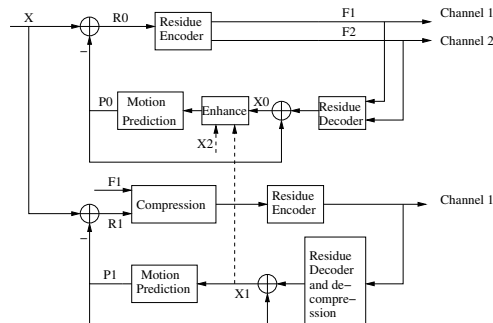 F1
Channel 1
X
R0
Residue
Encoder
F2
Channel 2
P0
Motion
Prediction
Enhance
X0
Residue
Decoder
X2
F1
Compression
Residue
Encoder
Channel 1
R1
P1
Motion
Prediction
X1
Residue
Decoder
and de-
compre-
ssion